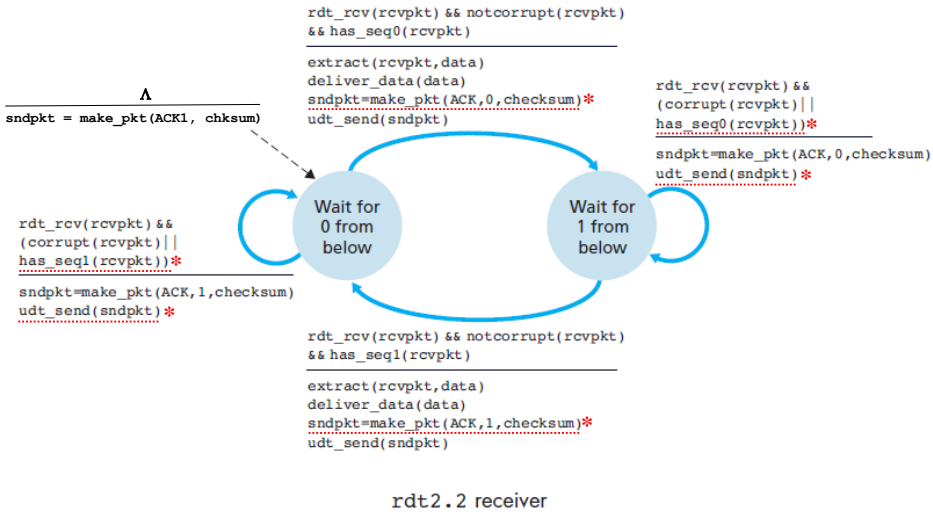 rdt_rcv(rcvpkt) && notcorrupt(rcvpkt)
&& has_seq0(rcvpkt)
extract(rcvpkt,data)
deliver_data(data)
sndpkt=make_pkt(ACK,0,checksum)*
udt_send(sndpkt)
Λ
sndpkt = make_pkt(ACK1, chksum)
rdt_rcv(rcvpkt) &&
(corrupt(rcvpkt)||
has_seq0(rcvpkt))*
sndpkt=make_pkt(ACK,0,checksum)
udt_send(sndpkt)*
Wait for
0 from
below
Wait for
1 from
below
rdt_rcv(rcvpkt) &&
(corrupt(rcvpkt)||
has_seq1(rcvpkt))*
sndpkt=make_pkt(ACK,1,checksum)
udt_send(sndpkt)*
rdt_rcv(rcvpkt) && notcorrupt(rcvpkt)
&& has_seq1(rcvpkt)
extract(rcvpkt,data)
deliver_data(data)
sndpkt=make_pkt(ACK,1,checksum)*
udt_send(sndpkt)
rdt2.2 receiver